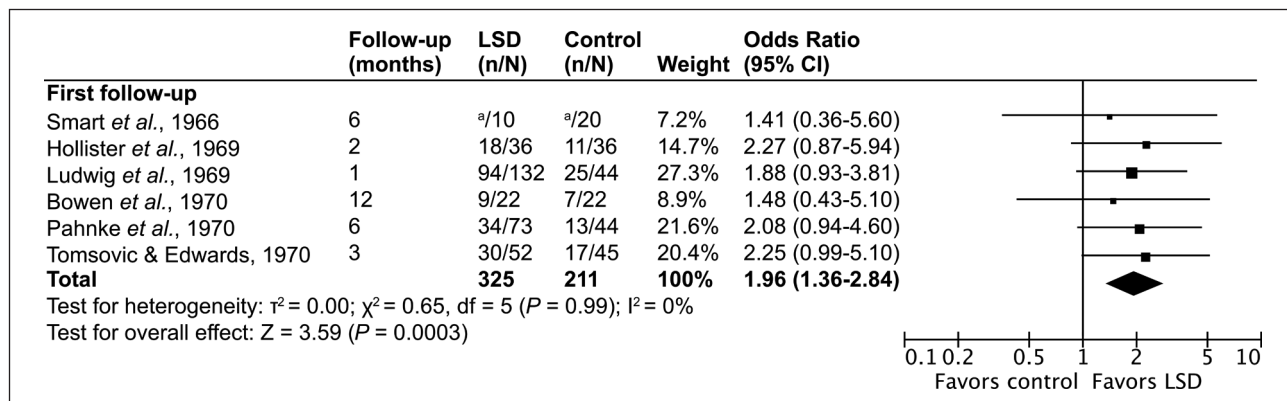 Follow-up (months) LSD (n/N) Control (n/N) Weight Odds Ratio (95% CI)
First follow-up
Smart et al., 1966 6 ᵃ/10 ᵃ/20 7.2% 1.41 (0.36-5.60)
Hollister et al., 1969 2 18/36 11/36 14.7% 2.27 (0.87-5.94)
Ludwig et al., 1969 1 94/132 25/44 27.3% 1.88 (0.93-3.81)
Bowen et al., 1970 12 9/22 7/22 8.9% 1.48 (0.43-5.10)
Pahnke et al., 1970 6 34/73 13/44 21.6% 2.08 (0.94-4.60)
Tomsovic & Edwards, 1970 3 30/52 17/45 20.4% 2.25 (0.99-5.10)
Total 325 211 100% 1.96 (1.36-2.84)
Test for heterogeneity: τ² = 0.00; χ² = 0.65, df = 5 (P = 0.99); I² = 0%
Test for overall effect: Z = 3.59 (P = 0.0003)
0.1 0.2 0.5 1 2 5 10
Favors control Favors LSD